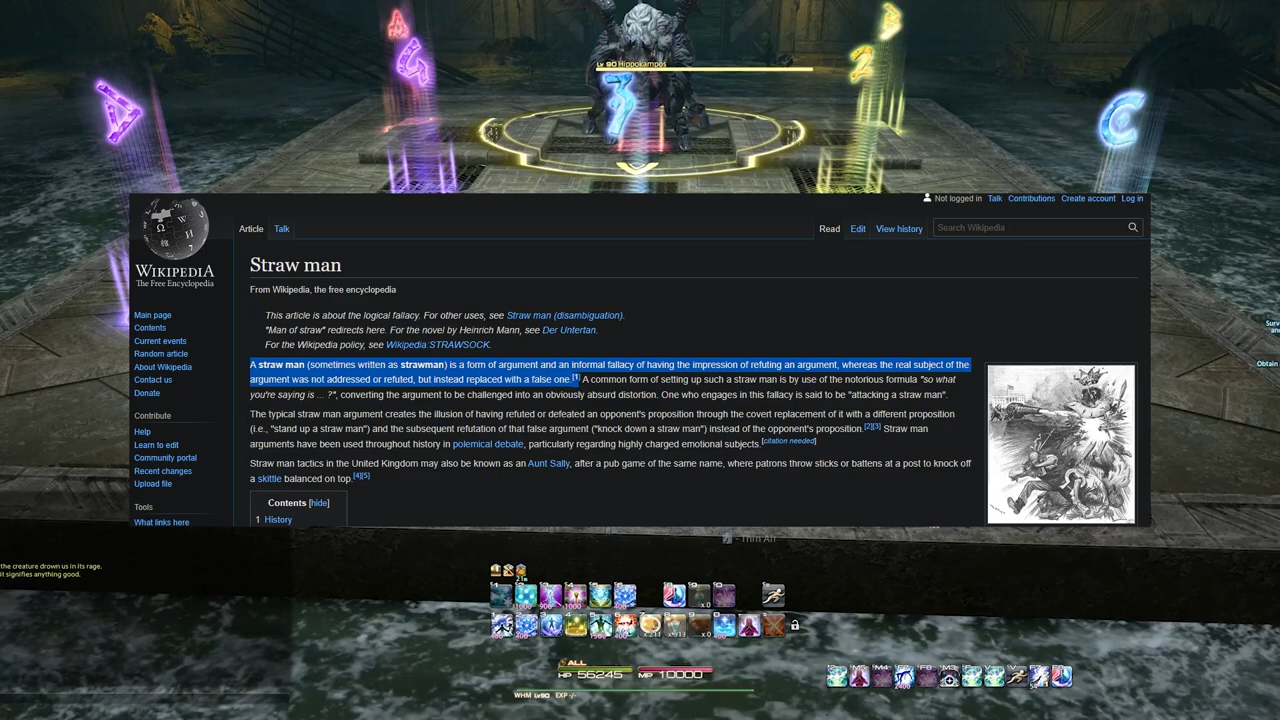 A
B
4
2
Lv 90 Hippokampos
3
D
C
Not logged in Talk Contributions Create account Log in
Article Talk Read Edit View history Search Wikipedia
WIKIPEDIA
The Free Encyclopedia
Straw man
From Wikipedia, the free encyclopedia
Main page
Contents
Current events
Random article
About Wikipedia
Contact us
Donate
Contribute
Help
Learn to edit
Community portal
Recent changes
Upload file
Tools
What links here
This article is about the logical fallacy. For other uses, see Straw man (disambiguation).
"Man of straw" redirects here. For the novel by Heinrich Mann, see Der Untertan.
For the Wikipedia policy, see Wikipedia:STRAWSOCK.
A straw man (sometimes written as strawman) is a form of argument and an informal fallacy of having the impression of refuting an argument, whereas the real subject of the
argument was not addressed or refuted, but instead replaced with a false one.[1] A common form of setting up such a straw man is by use of the notorious formula "so what
you're saying is ... ?", converting the argument to be challenged into an obviously absurd distortion. One who engages in this fallacy is said to be "attacking a straw man".
The typical straw man argument creates the illusion of having refuted or defeated an opponent's proposition through the covert replacement of it with a different proposition
(i.e., "stand up a straw man") and the subsequent refutation of that false argument ("knock down a straw man") instead of the opponent's proposition.[2][3] Straw man
arguments have been used throughout history in polemical debate, particularly regarding highly charged emotional subjects.[citation needed]
Straw man tactics in the United Kingdom may also be known as an Aunt Sally, after a pub game of the same name, where patrons throw sticks or battens at a post to knock off
a skittle balanced on top.[4][5]
Contents [hide]
1 History
Obtain
the creature drown us in its rage.
it signifies anything good.
21m
ALL
HP 56245 MP 10000
WHM Lv90 EXP -/-